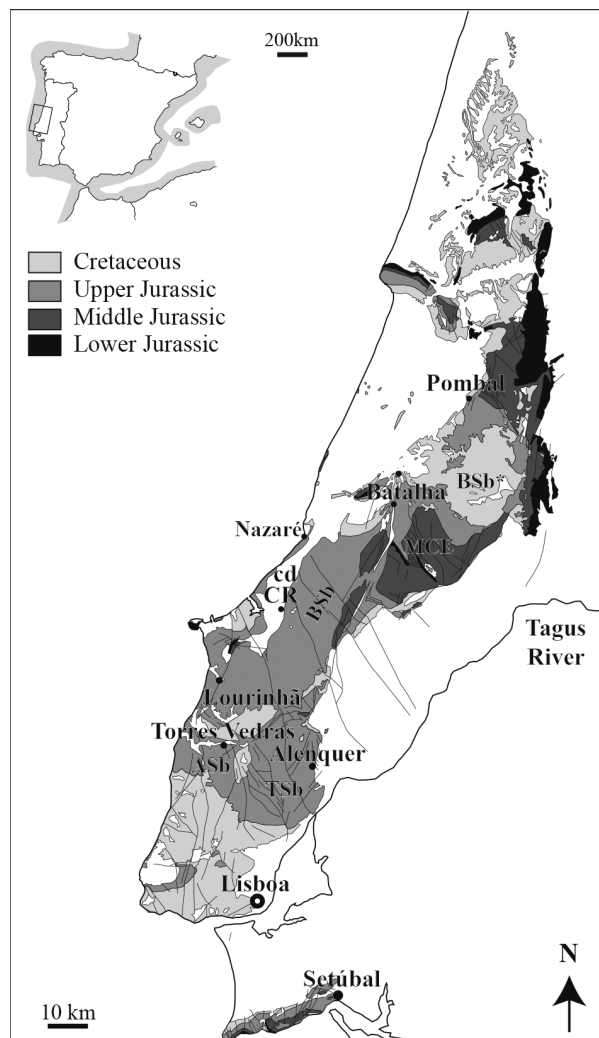 200km
Cretaceous
Upper Jurassic
Middle Jurassic
Lower Jurassic
Pombal
BSb*
Batalha
Nazaré
MCE
cd
CR
BSb
Tagus
River
Lourinhã
Torres Vedras
Alenquer
ASb
TSb
Lisboa
Setúbal
N
10 km